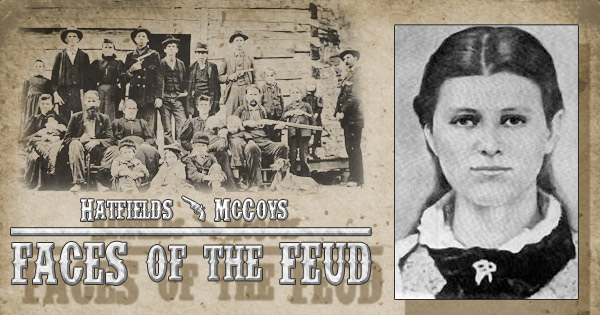 HATFIELDS McCOYS
FACES OF THE FEUD